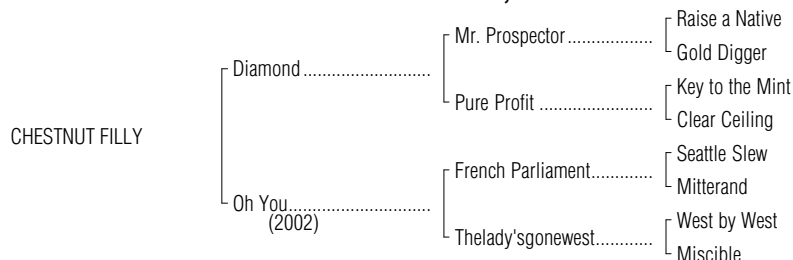 Raise a Native
Mr. Prospector
Gold Digger
Diamond
Key to the Mint
Pure Profit
Clear Ceiling
CHESTNUT FILLY
Seattle Slew
French Parliament
Mitterand
Oh You
(2002)
West by West
Thelady'sgonewest
Miscible